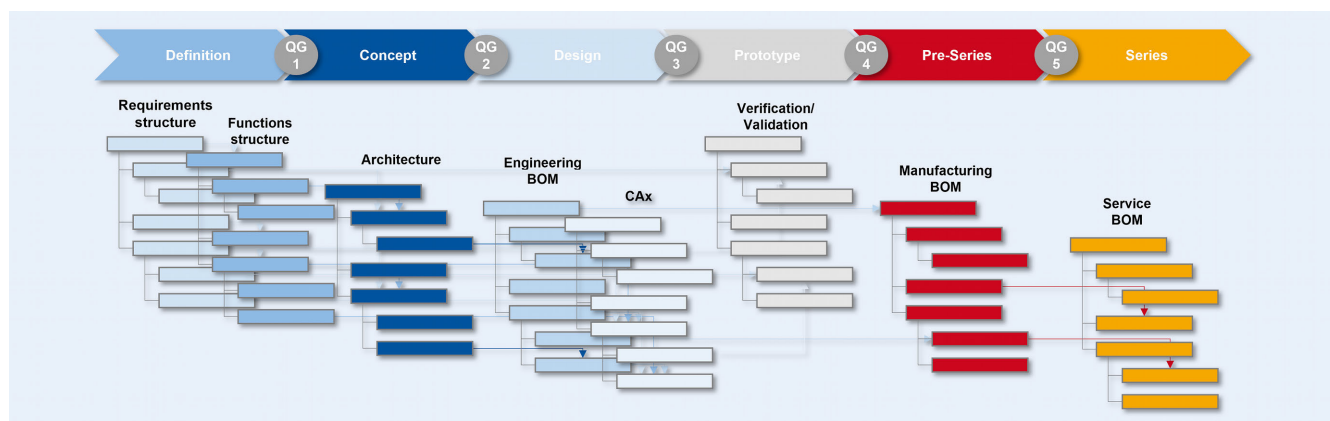 Definition
QG
1
Concept
QG
2
Design
QG
3
Prototype
QG
4
Pre-Series
QG
5
Series
Requirements
structure
Functions
structure
Architecture
Engineering
BOM
CAx
Verification/
Validation
Manufacturing
BOM
Service
BOM